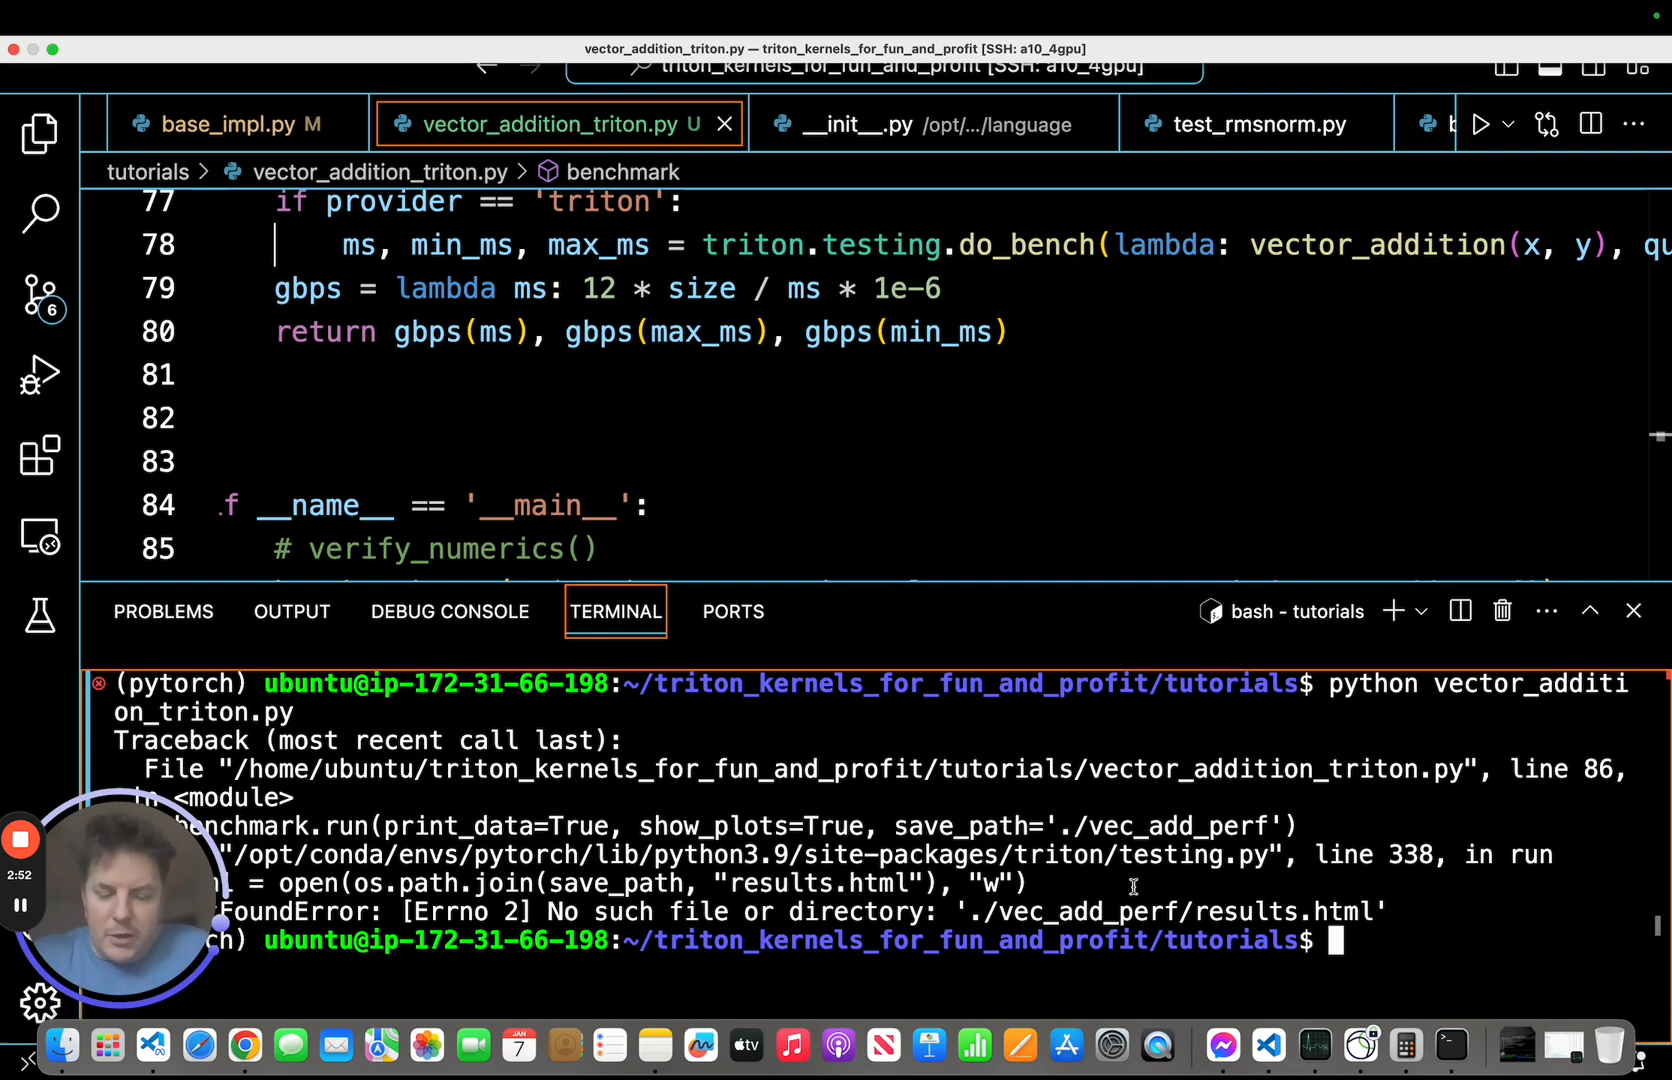 vector_addition_triton.py — triton_kernels_for_fun_and_profit [SSH: a10_4gpu]
triton_kernels_for_fun_and_profit [SSH: a10_4gpu]
base_impl.py M
vector_addition_triton.py U
__init__.py /opt/.../language
test_rmsnorm.py
tutorials > vector_addition_triton.py > benchmark
77 if provider == 'triton':
78 ms, min_ms, max_ms = triton.testing.do_bench(lambda: vector_addition(x, y), qu
79 gbps = lambda ms: 12 * size / ms * 1e-6
80 return gbps(ms), gbps(max_ms), gbps(min_ms)
81
82
83
84 f __name__ == '__main__':
85 # verify_numerics()
6
PROBLEMS OUTPUT DEBUG CONSOLE TERMINAL PORTS bash - tutorials
(pytorch) ubuntu@ip-172-31-66-198:~/triton_kernels_for_fun_and_profit/tutorials$ python vector_additi
on_triton.py
Traceback (most recent call last):
File "/home/ubuntu/triton_kernels_for_fun_and_profit/tutorials/vector_addition_triton.py", line 86,
in <module>
benchmark.run(print_data=True, show_plots=True, save_path='./vec_add_perf')
"/opt/conda/envs/pytorch/lib/python3.9/site-packages/triton/testing.py", line 338, in run
l = open(os.path.join(save_path, "results.html"), "w")
FoundError: [Errno 2] No such file or directory: './vec_add_perf/results.html'
ch) ubuntu@ip-172-31-66-198:~/triton_kernels_for_fun_and_profit/tutorials$
2:52
JAN
7
tv